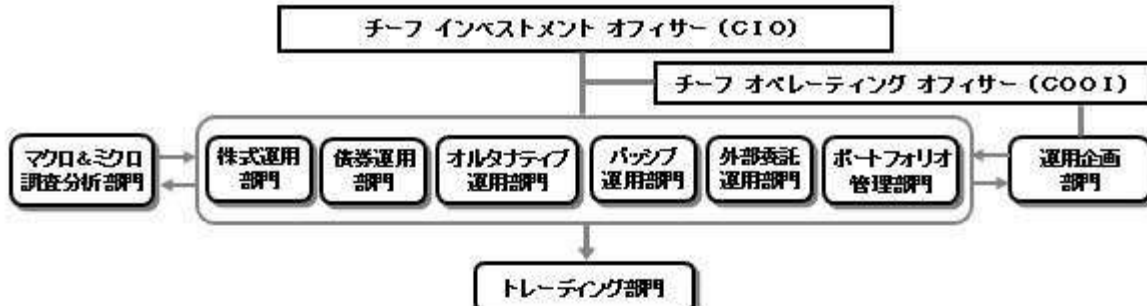 チーフ インベストメント オフィサー (CIO)
チーフ オペレーティング オフィサー (COOI)
マクロ&ミクロ
調査分析部門
株式運用
部門
債券運用
部門
オルタナティブ
運用部門
パッシブ
運用部門
外部委託
運用部門
ポートフォリオ
管理部門
運用企画
部門
トレーディング部門